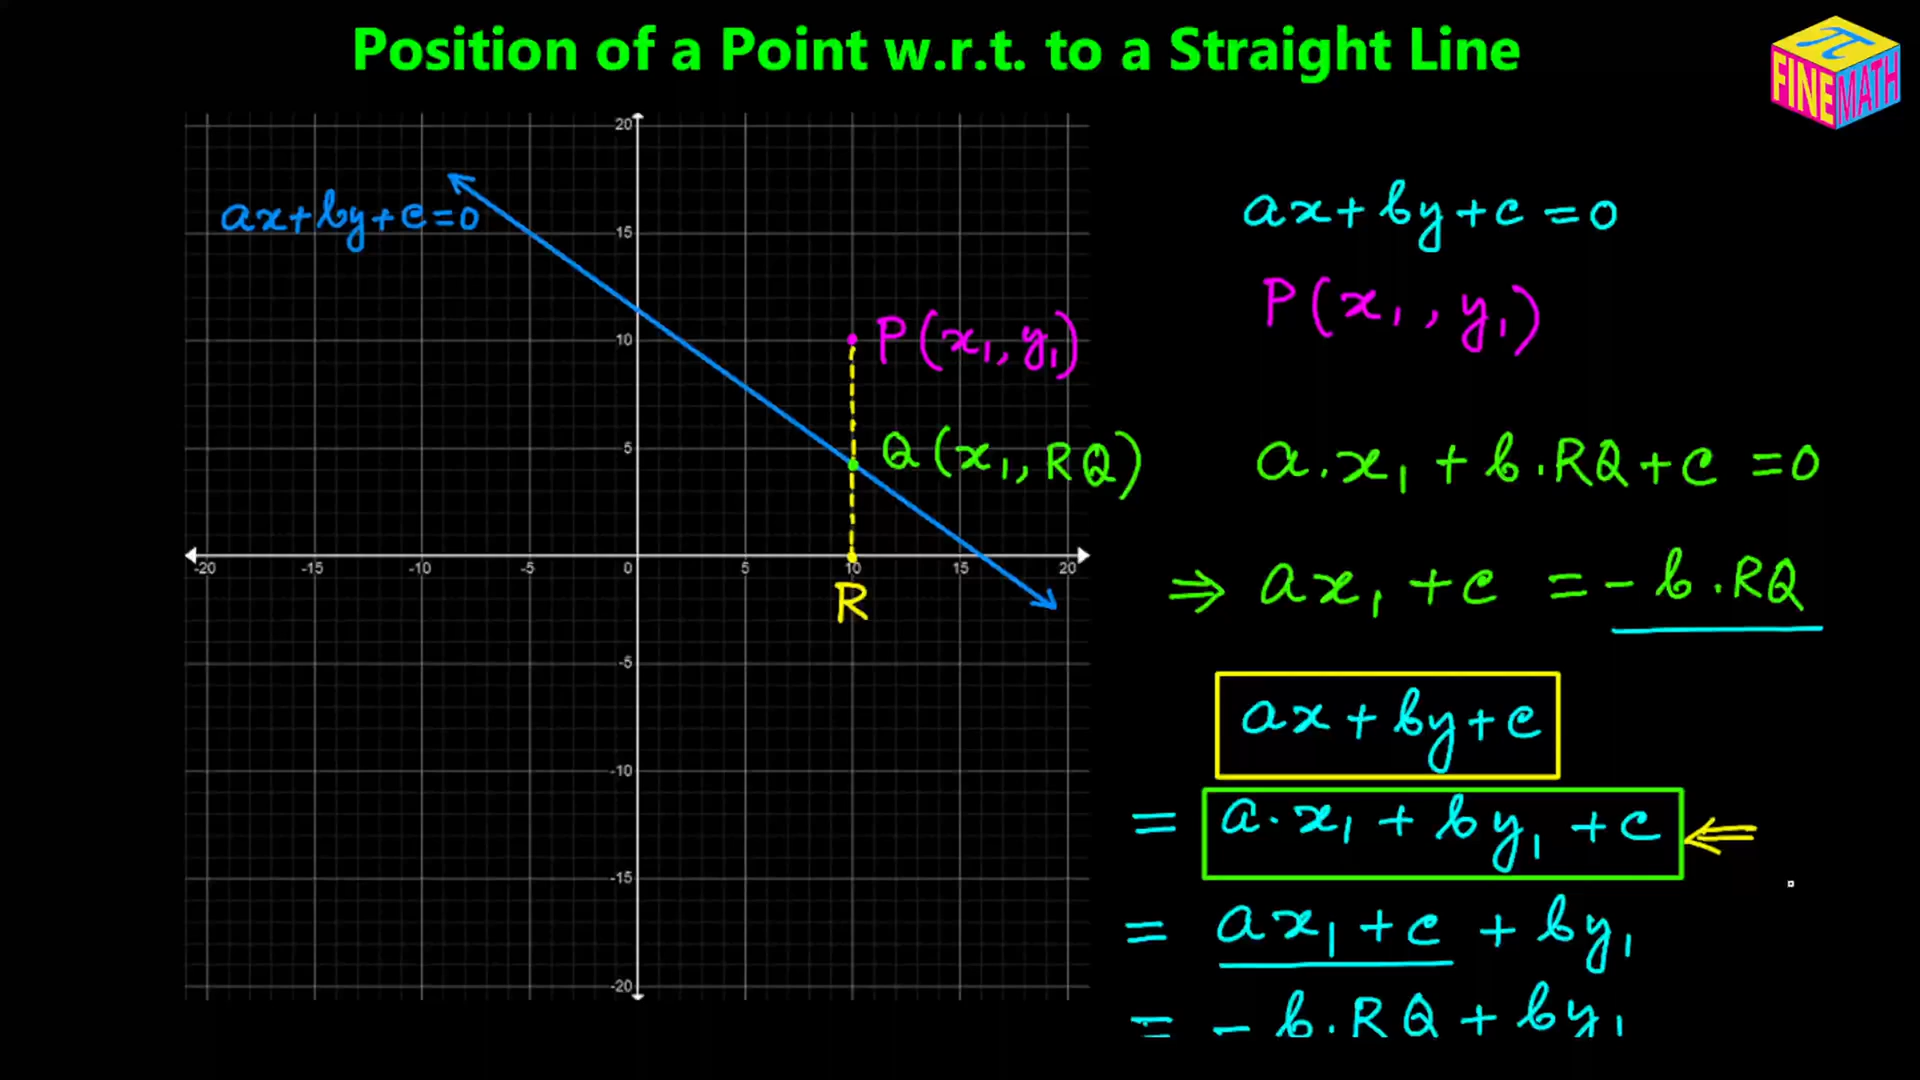 Position of a Point w.r.t. to a Straight Line
π
FINE MATH
20
15
10
5
-20 -15 -10 -5 0 5 10 15 20
-5
-10
-15
-20
ax+by+c=0
P(x₁, y₁)
Q(x₁, RQ)
R
ax+by+c=0
P(x₁, y₁)
a.x₁ + b.RQ+c =0
⇒ ax₁ +c = - b.RQ
ax+by+c
= a.x₁ + by₁ +c ⇐
= ax₁+c + by₁
= - b.RQ + by₁